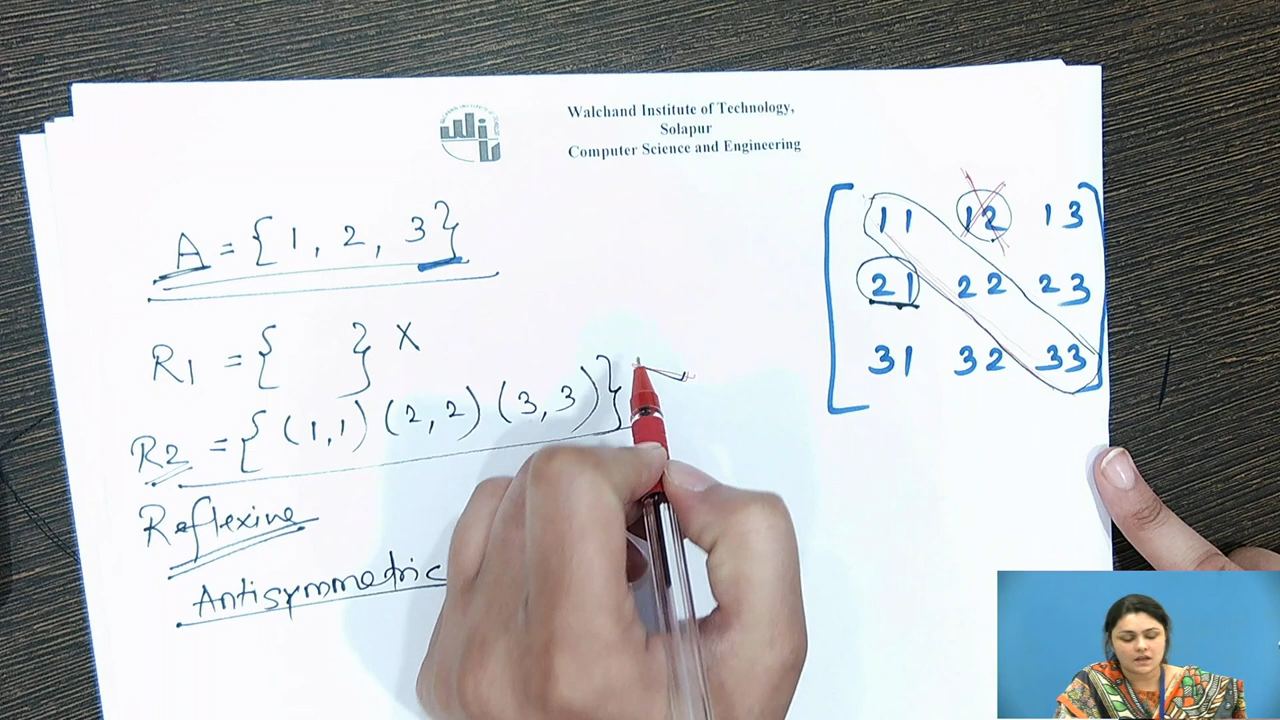 Walchand Institute of Technology,
Solapur
Computer Science and Engineering
A = {1, 2, 3}
R1 = { } X
R2 = {(1,1) (2,2) (3,3)}
Reflexive
Antisymmetric
11 12 13
21 22 23
31 32 33